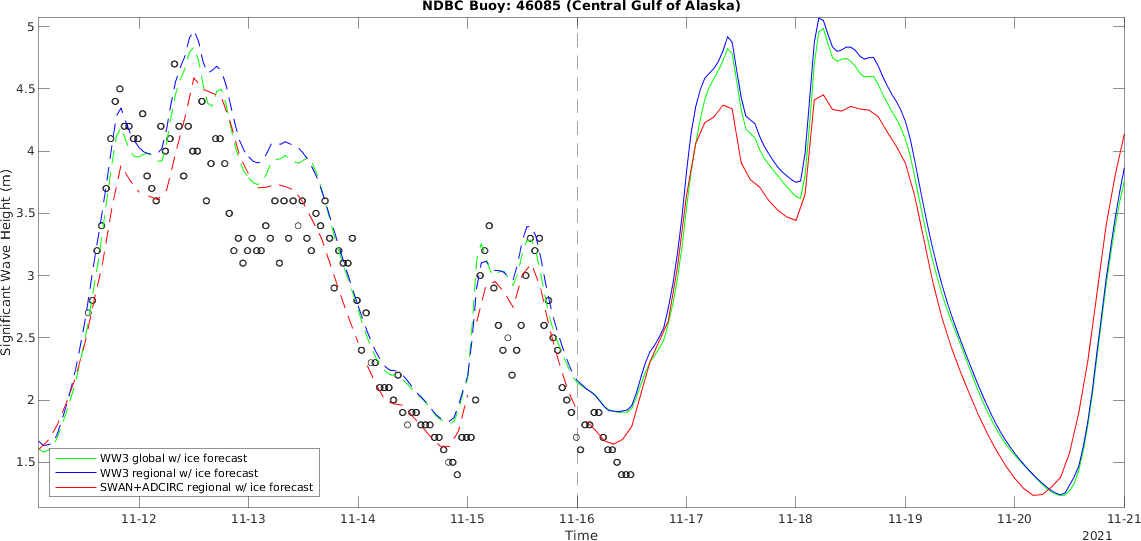 NDBC Buoy: 46085 (Central Gulf of Alaska)
5
4.5
4
3.5
3
2.5
2
1.5
Significant Wave Height (m)
WW3 global w/ ice forecast
WW3 regional w/ ice forecast
SWAN+ADCIRC regional w/ ice forecast
11-12 11-13 11-14 11-15 11-16 11-17 11-18 11-19 11-20 11-21
Time
2021